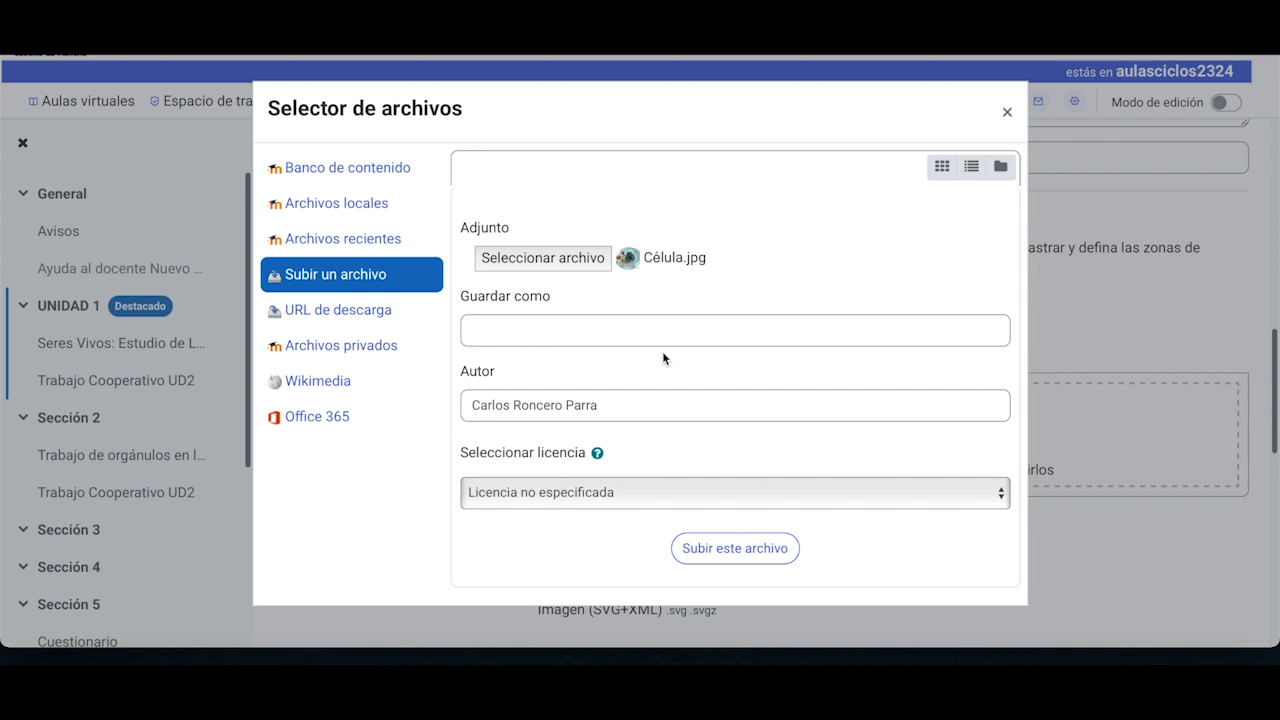 estás en aulasciclos2324
Aulas virtuales
Espacio de tra
Modo de edición
Selector de archivos
Banco de contenido
Archivos locales
Archivos recientes
Subir un archivo
URL de descarga
Archivos privados
Wikimedia
Office 365
Adjunto
Seleccionar archivo Célula.jpg
Guardar como
Autor
Carlos Roncero Parra
Seleccionar licencia ?
Licencia no especificada
Subir este archivo
General
Avisos
Ayuda al docente Nuevo ...
UNIDAD 1 Destacado
Seres Vivos: Estudio de L...
Trabajo Cooperativo UD2
Sección 2
Trabajo de orgánulos en l...
Trabajo Cooperativo UD2
Sección 3
Sección 4
Sección 5
Cuestionario
astrar y defina las zonas de
irlos
Imagen (SVG+XML) .svg .svgz